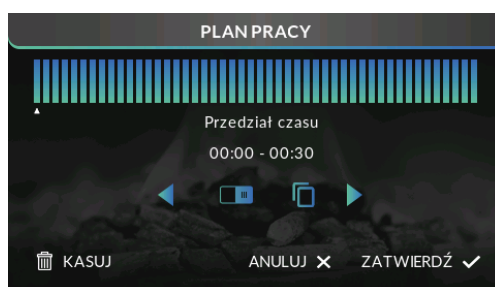 PLAN PRACY
Przedział czasu
00:00 - 00:30
KASUJ ANULUJ ZATWIERDŹ